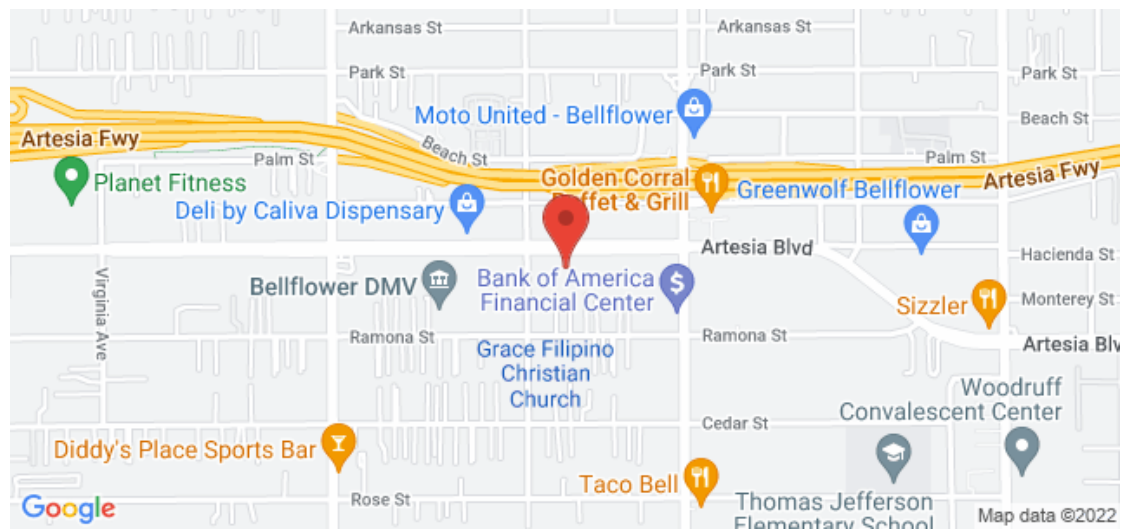 Arkansas St
Arkansas St
Park St
Park St
Park St
Moto United - Bellflower
Beach St
Artesia Fwy
Beach St
Palm St
Palm St
Artesia Fwy
Planet Fitness
Golden Corral
Buffet & Grill
Greenwolf Bellflower
Deli by Caliva Dispensary
Artesia Blvd
Hacienda St
Bellflower DMV
Bank of America
Financial Center
Sizzler
Monterey St
Virginia Ave
Ramona St
Ramona St
Artesia Blv
Grace Filipino
Christian
Church
Woodruff
Convalescent Center
Cedar St
Diddy's Place Sports Bar
Taco Bell
Rose St
Thomas Jefferson
Elementary School
Google
Map data ©2022